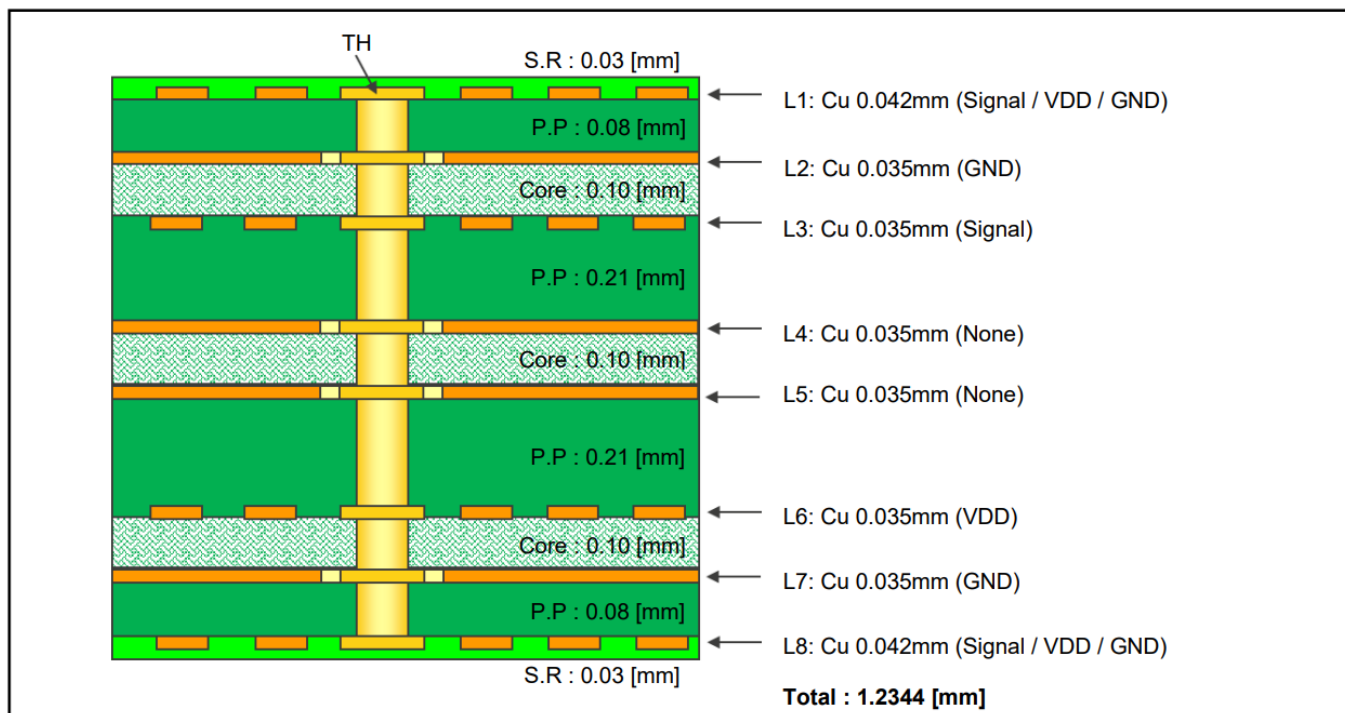 TH
S.R : 0.03 [mm]
L1: Cu 0.042mm (Signal / VDD / GND)
P.P : 0.08 [mm]
L2: Cu 0.035mm (GND)
Core : 0.10 [mm]
L3: Cu 0.035mm (Signal)
P.P : 0.21 [mm]
L4: Cu 0.035mm (None)
Core : 0.10 [mm]
L5: Cu 0.035mm (None)
P.P : 0.21 [mm]
L6: Cu 0.035mm (VDD)
Core : 0.10 [mm]
L7: Cu 0.035mm (GND)
P.P : 0.08 [mm]
L8: Cu 0.042mm (Signal / VDD / GND)
S.R : 0.03 [mm]
Total : 1.2344 [mm]